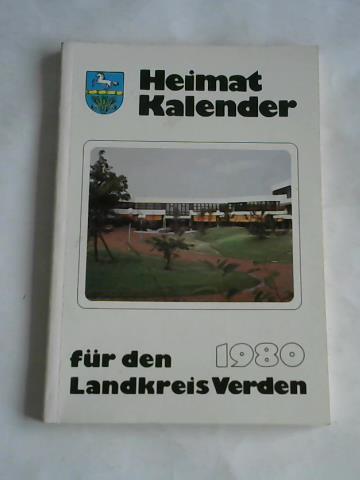 Heimat
Kalender
für den 1980
Landkreis Verden